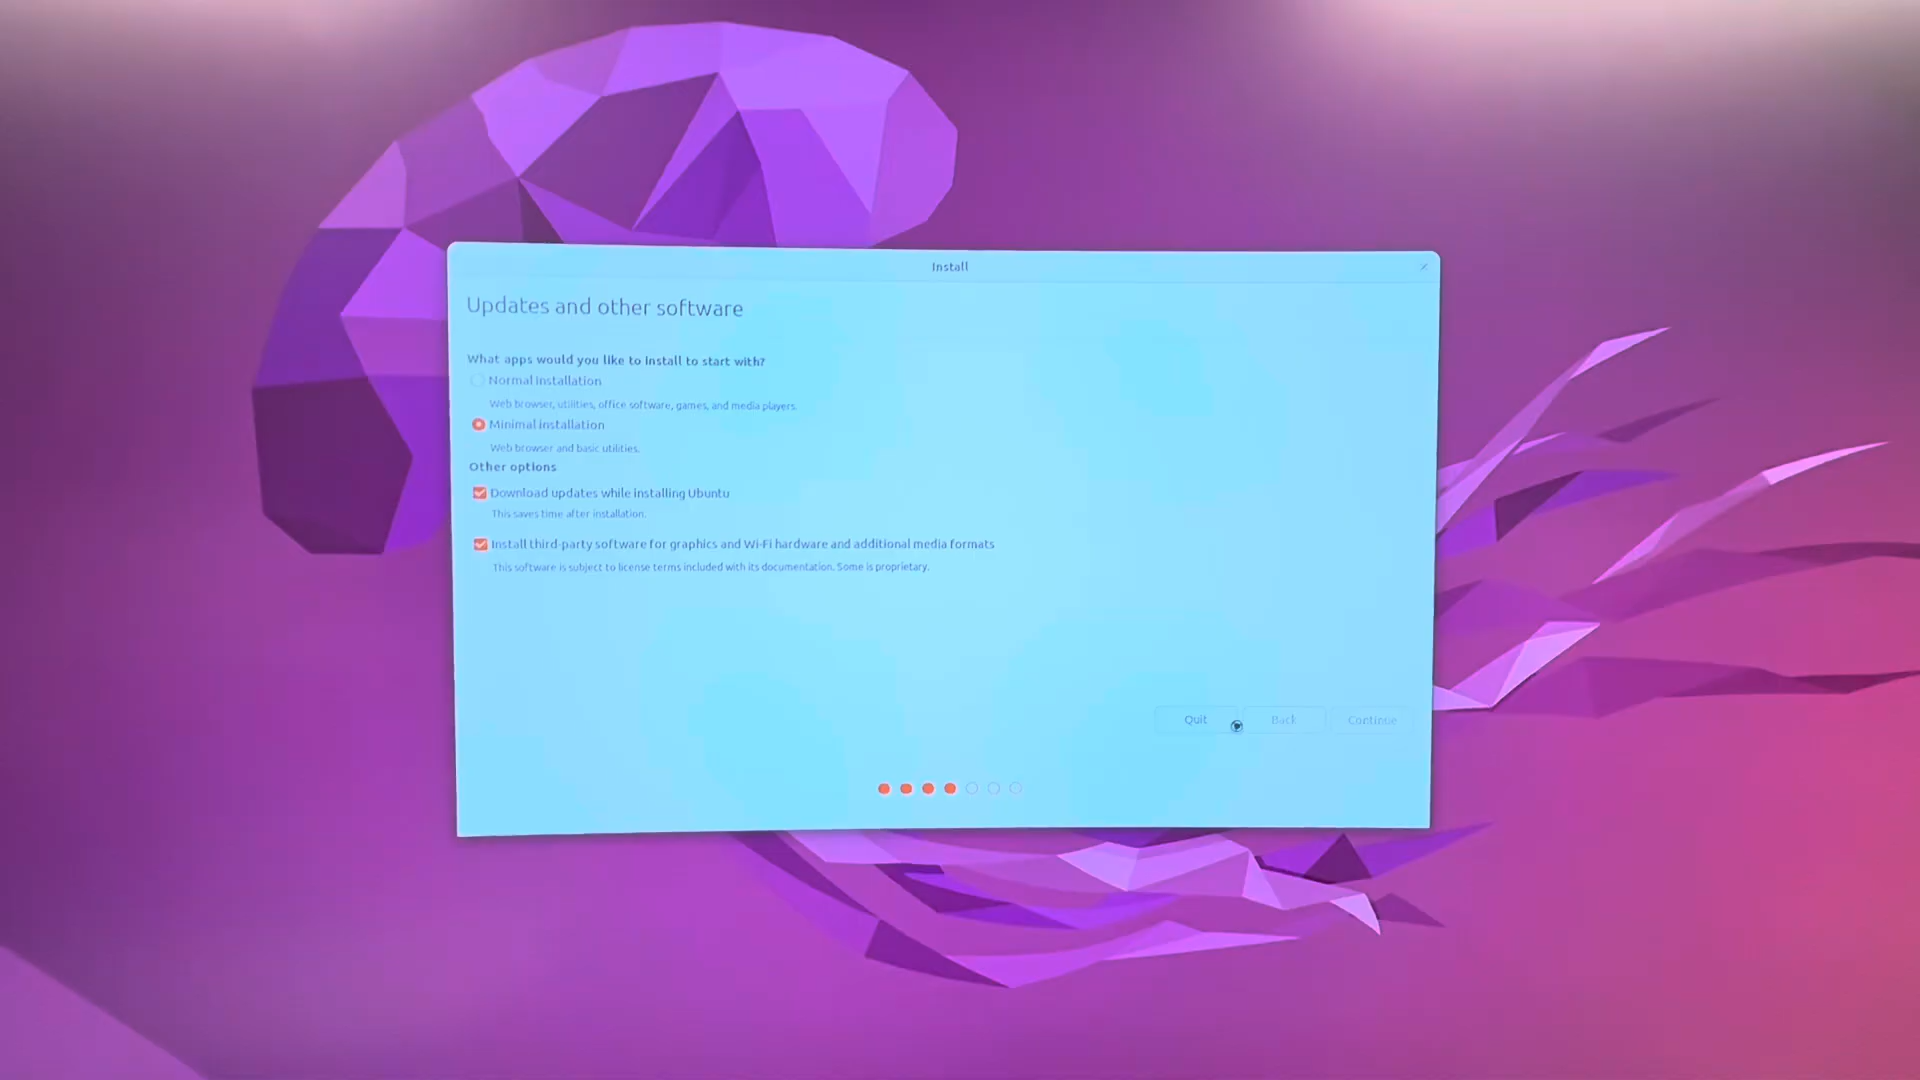 Install
Updates and other software
What apps would you like to install to start with?
Normal installation
Web browser, utilities, office software, games, and media players.
Minimal installation
Web browser and basic utilities.
Other options
Download updates while installing Ubuntu
This saves time after installation.
Install third-party software for graphics and Wi-Fi hardware and additional media formats
This software is subject to license terms included with its documentation. Some is proprietary.
Quit Back Continue